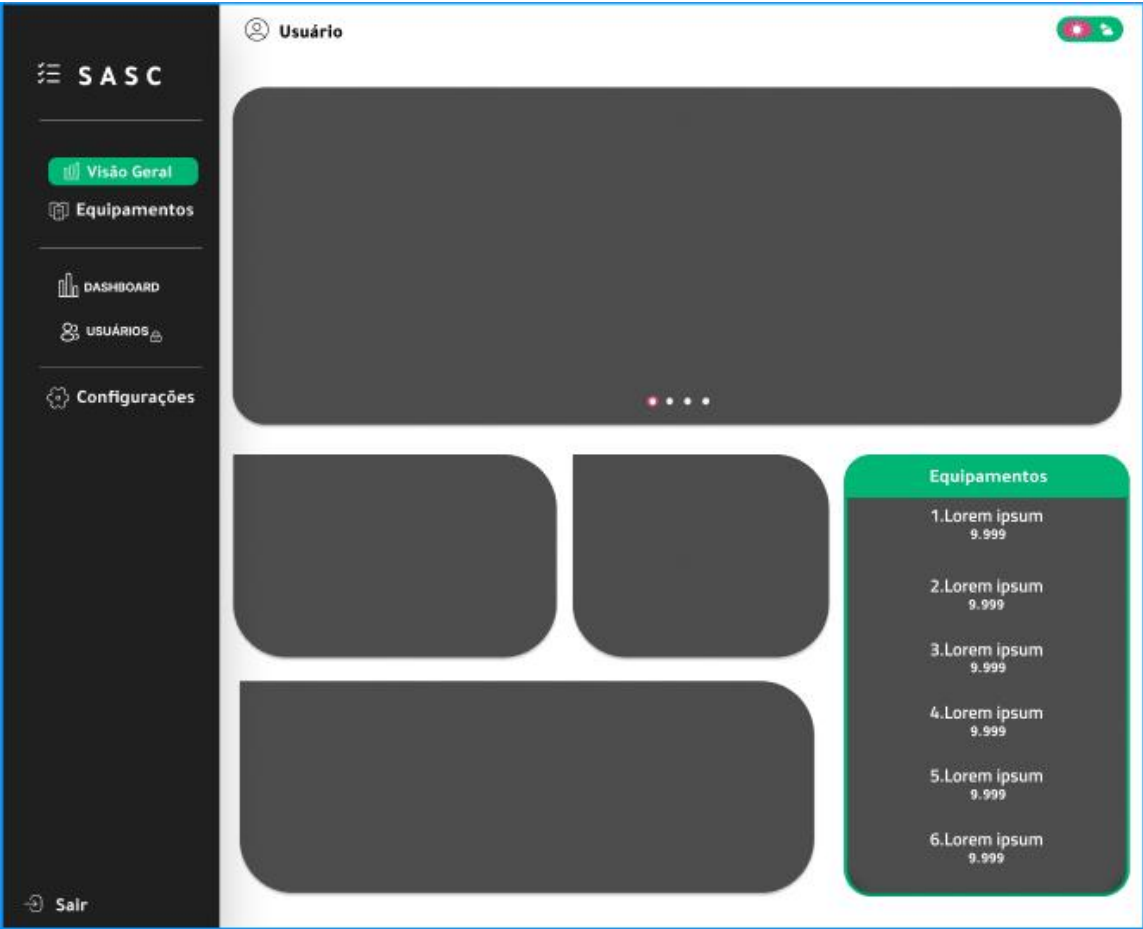 Usuário
SASC
Visão Geral
Equipamentos
DASHBOARD
USUÁRIOS
Configurações
Sair
Equipamentos
1.Lorem ipsum
9.999
2.Lorem ipsum
9.999
3.Lorem ipsum
9.999
4.Lorem ipsum
9.999
5.Lorem ipsum
9.999
6.Lorem ipsum
9.999